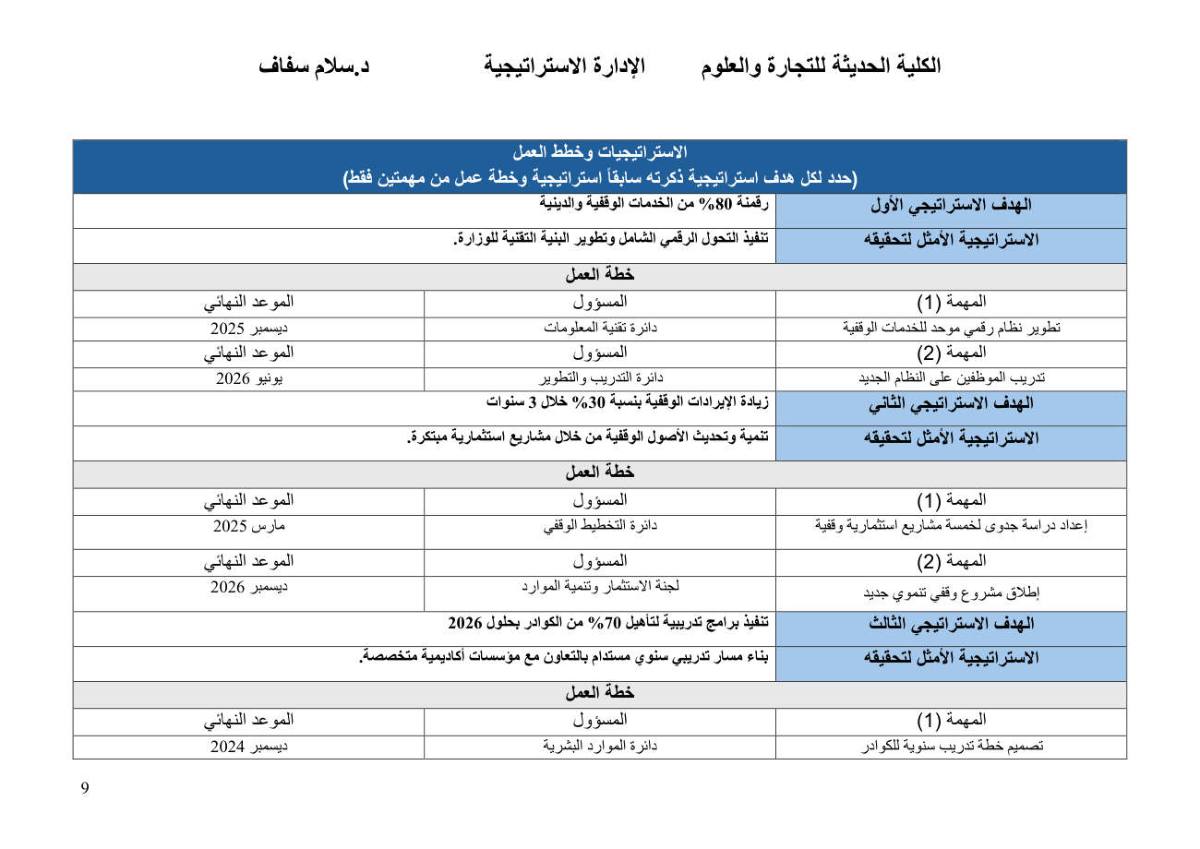 الكلية الحديثة للتجارة والعلوم الإدارة الاستراتيجية د.سلام سفاف
الاستراتيجيات وخطط العمل
(حدد لكل هدف استراتيجية ذكرته سابقاً استراتيجية وخطة عمل من مهمتين فقط)
الهدف الاستراتيجي الأول رقمنة 80% من الخدمات الوقفية والدينية
الاستراتيجية الأمثل لتحقيقه تنفيذ التحول الرقمي الشامل وتطوير البنية التقنية للوزارة.
خطة العمل
المهمة (1) المسؤول الموعد النهائي
تطوير نظام رقمي موحد للخدمات الوقفية دائرة تقنية المعلومات ديسمبر 2025
المهمة (2) المسؤول الموعد النهائي
تدريب الموظفين على النظام الجديد دائرة التدريب والتطوير يونيو 2026
الهدف الاستراتيجي الثاني زيادة الإيرادات الوقفية بنسبة 30% خلال 3 سنوات
الاستراتيجية الأمثل لتحقيقه تنمية وتحديث الأصول الوقفية من خلال مشاريع استثمارية مبتكرة.
خطة العمل
المهمة (1) المسؤول الموعد النهائي
إعداد دراسة جدوى لخمسة مشاريع استثمارية وقفية دائرة التخطيط الوقفي مارس 2025
المهمة (2) المسؤول الموعد النهائي
إطلاق مشروع وقفي تنموي جديد لجنة الاستثمار وتنمية الموارد ديسمبر 2026
الهدف الاستراتيجي الثالث تنفيذ برامج تدريبية لتأهيل 70% من الكوادر بحلول 2026
الاستراتيجية الأمثل لتحقيقه بناء مسار تدريبي سنوي مستدام بالتعاون مع مؤسسات أكاديمية متخصصة.
خطة العمل
المهمة (1) المسؤول الموعد النهائي
تصميم خطة تدريب سنوية للكوادر دائرة الموارد البشرية ديسمبر 2024
9